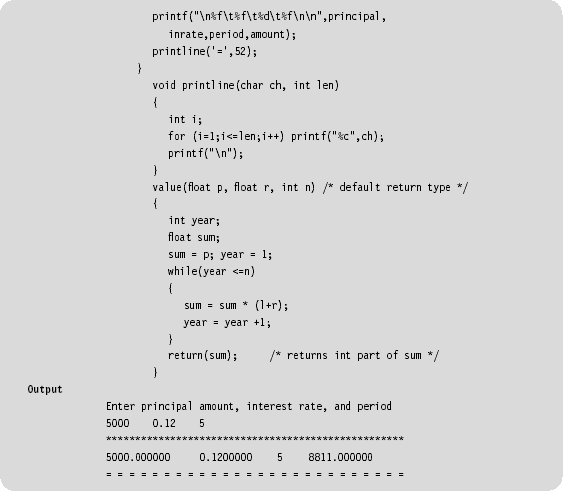 printf("\n%f\t%f\t%d\t%f\n\n",principal,
inrate,period,amount);
printline('=',52);
}
void printline(char ch, int len)
{
int i;
for (i=1;i<=len;i++) printf("%c",ch);
printf("\n");
}
value(float p, float r, int n) /* default return type */
{
int year;
float sum;
sum = p; year = 1;
while(year <=n)
{
sum = sum * (l+r);
year = year +1;
}
return(sum); /* returns int part of sum */
}
Output
Enter principal amount, interest rate, and period
5000 0.12 5
****************************************************
5000.000000 0.1200000 5 8811.000000
= = = = = = = = = = = = = = = = = = = = = = = = = =